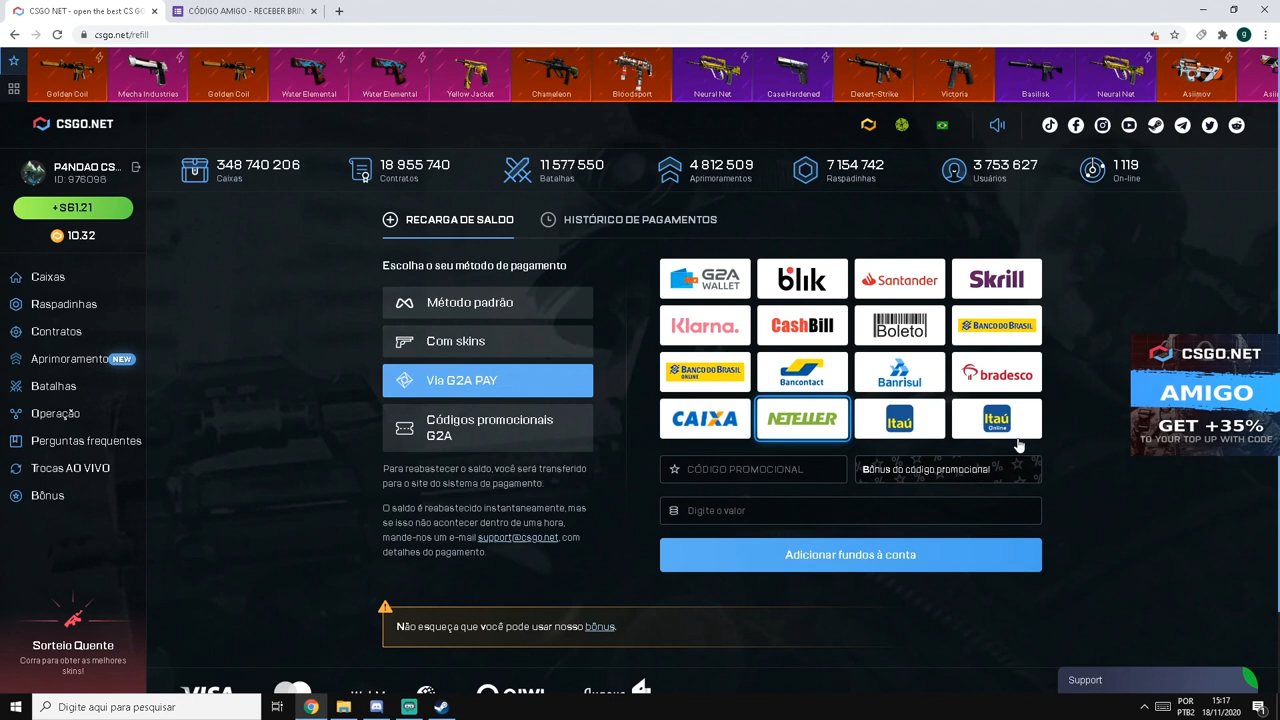 CSGO NET - open the best CS GO
CÓDIGO AMIGO - RECEBER BRIN
csgo.net/refill
Golden Coil
Mecha Industries
Golden Coil
Water Elemental
Water Elemental
Yellow Jacket
Chameleon
Bloodsport
Neural Net
Case Hardened
Desert-Strike
Victoria
Basilisk
Neural Net
Asiimov
Asii
CSGO.NET
P4NDAO CS...
ID: 976098
+$61.21
10.32
348 740 206
Caixas
18 955 740
Contratos
11 577 550
Batalhas
4 812 509
Aprimoramentos
7 154 742
Raspadinhas
3 753 627
Usuários
1 119
On-line
Caixas
Raspadinhas
Contratos
Aprimoramento NEW
Batalhas
Operação
Perguntas frequentes
Trocas AO VIVO
Bônus
Sorteio Quente
Corra para obter as melhores
skins!
RECARGA DE SALDO
HISTÓRICO DE PAGAMENTOS
Escolha o seu método de pagamento
Método padrão
Com skins
Via G2A PAY
Códigos promocionais
G2A
Para reabastecer o saldo, você será transferido
para o site do sistema de pagamento.
O saldo é reabastecido instantaneamente, mas
se isso não acontecer dentro de uma hora,
mande-nos um e-mail support@csgo.net, com
detalhes do pagamento.
G2A WALLET
blik
Santander
Skrill
Klarna.
CashBill
Boleto
BANCO DO BRASIL
BANCO DO BRASIL ONLINE
Bancontact
Banrisul
bradesco
CAIXA
NETELLER
Itaú
Itaú Online
CÓDIGO PROMOCIONAL
Bônus do código promocional
Digite o valor
Adicionar fundos à conta
Não esqueça que você pode usar nosso bônus.
CSGO.NET
AMIGO
GET +35%
TO YOUR TOP UP WITH CODE
VISA
QIWI
Support
Digite aqui para pesquisar
POR
PTB2
15:17
18/11/2020